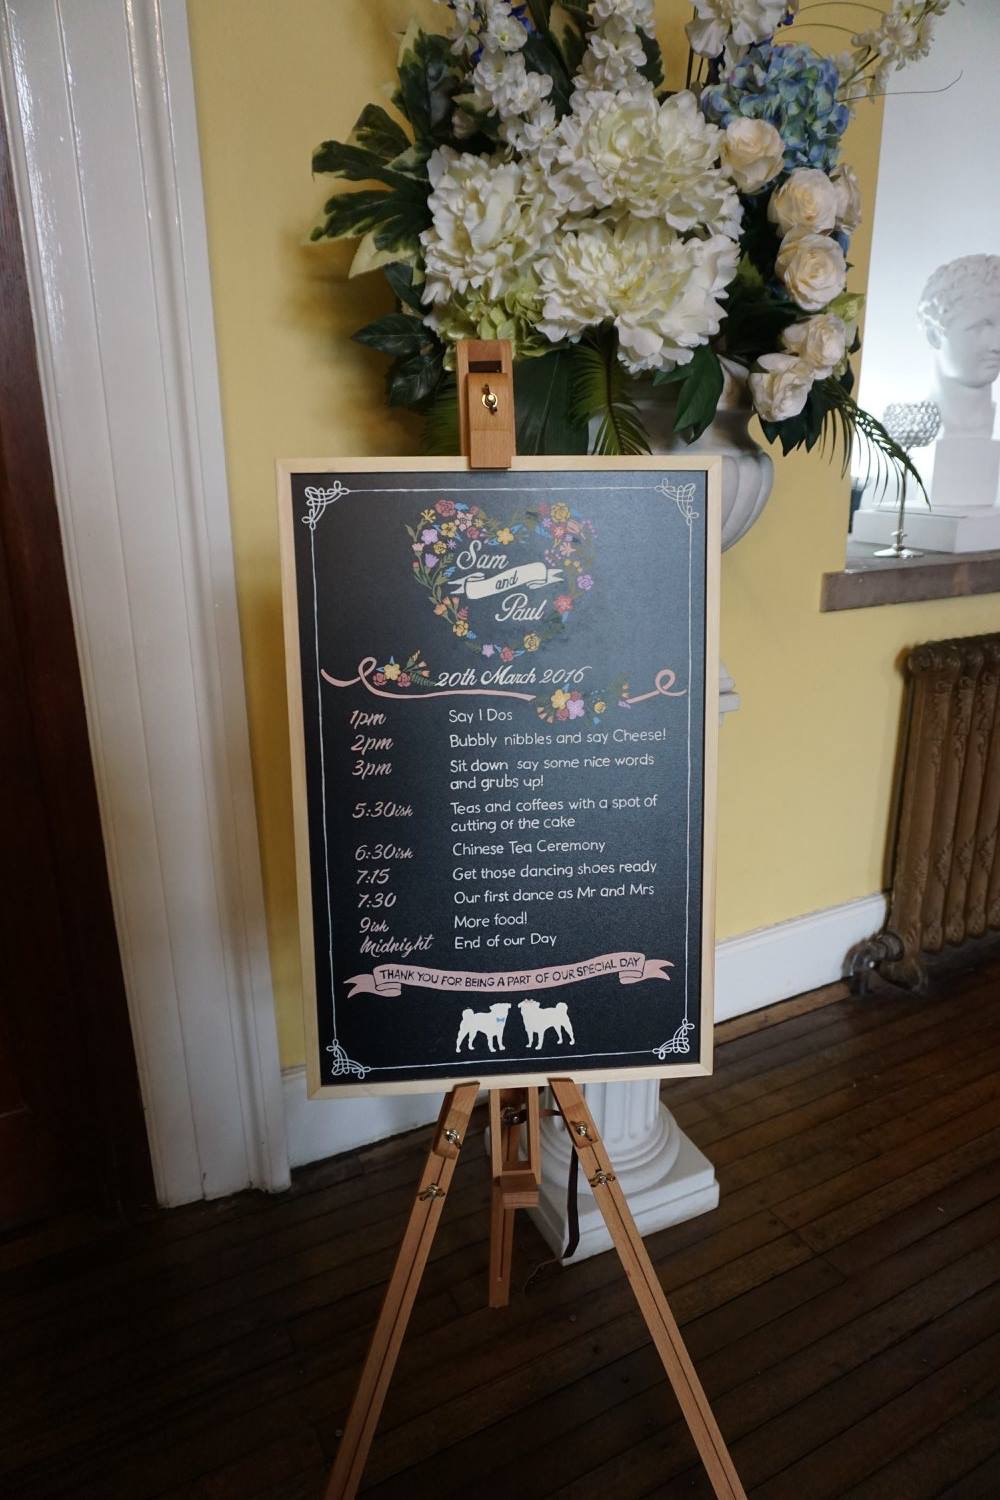 Sam
and
Paul
20th March 2016
1pm Say I Dos
2pm Bubbly nibbles and say Cheese!
3pm Sit down say some nice words
and grubs up!
5:30ish Teas and coffees with a spot of
cutting of the cake
6:30ish Chinese Tea Ceremony
7:15 Get those dancing shoes ready
7:30 Our first dance as Mr and Mrs
9ish More food!
Midnight End of our Day
THANK YOU FOR BEING A PART OF OUR SPECIAL DAY